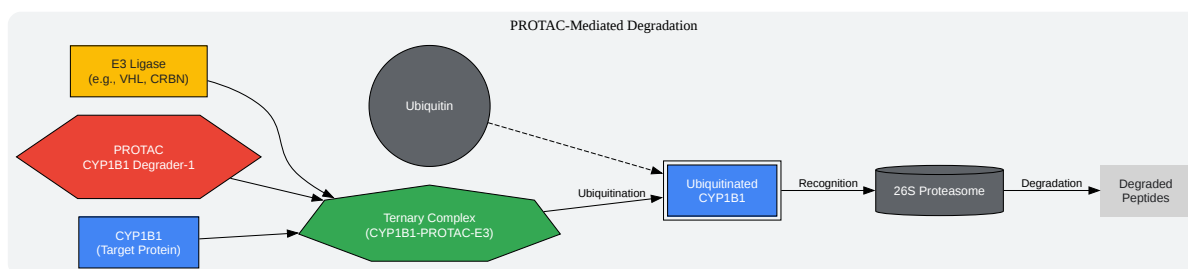 PROTAC-Mediated Degradation
E3 Ligase
(e.g., VHL, CRBN)
Ubiquitin
PROTAC
CYP1B1 Degrader-1
CYP1B1
(Target Protein)
Ternary Complex
(CYP1B1-PROTAC-E3)
Ubiquitination
Ubiquitinated
CYP1B1
Recognition
26S Proteasome
Degradation
Degraded
Peptides